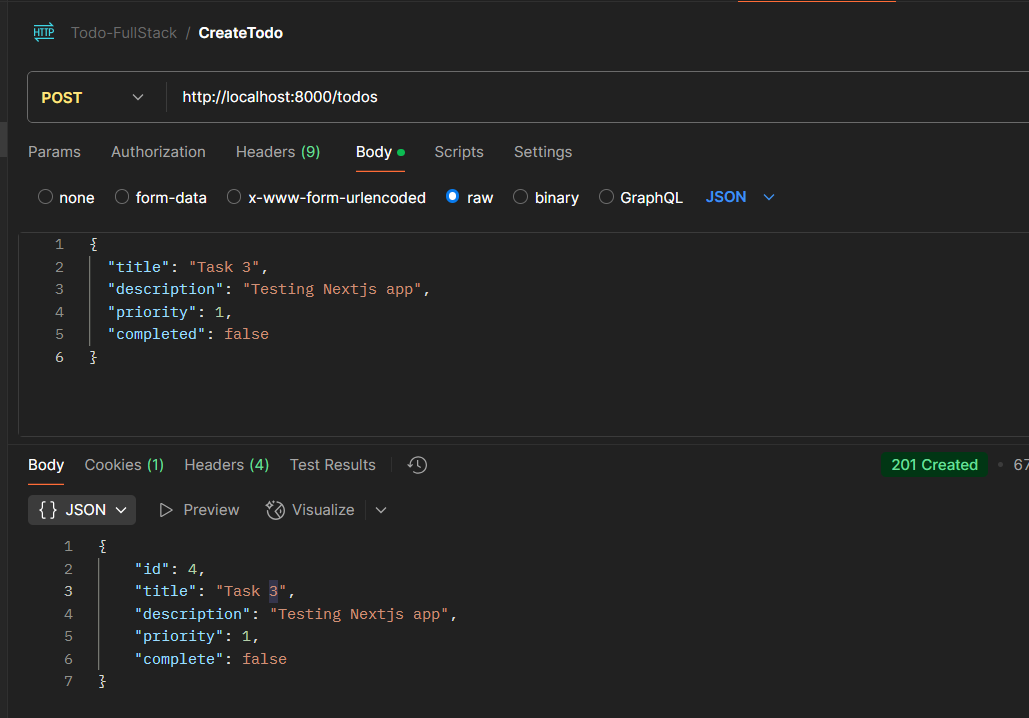 HTTP Todo-FullStack / CreateTodo
POST http://localhost:8000/todos
Params Authorization Headers (9) Body Scripts Settings
none form-data x-www-form-urlencoded raw binary GraphQL JSON
1 {
2 "title": "Task 3",
3 "description": "Testing Nextjs app",
4 "priority": 1,
5 "completed": false
6 }
Body Cookies (1) Headers (4) Test Results 201 Created • 67
{} JSON Preview Visualize
1 {
2 "id": 4,
3 "title": "Task 3",
4 "description": "Testing Nextjs app",
5 "priority": 1,
6 "complete": false
7 }